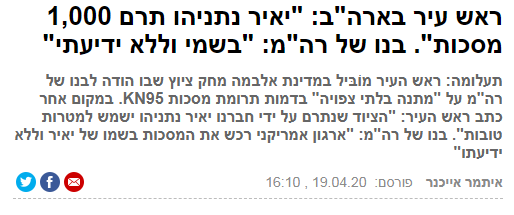 ראש עיר בארה"ב: "יאיר נתניהו תרם 1,000
מסכות". בנו של רה"מ: "בשמי וללא ידיעתי"
תעלומה: ראש העיר מוֹבִּיל במדינת אלבמה מחק ציוץ שבו הודה לבנו של
רה"מ על "מתנה בלתי צפויה" בדמות תרומת מסכות KN95. במקום אחר
כתב ראש העיר: "הציוד שנתרם על ידי חברנו יאיר נתניהו ישמש למטרות
טובות". בנו של רה"מ: "ארגון אמריקני רכש את המסכות בשמו של יאיר וללא
ידיעתו"
איתמר אייכנר
פורסם: 19.04.20 , 16:10